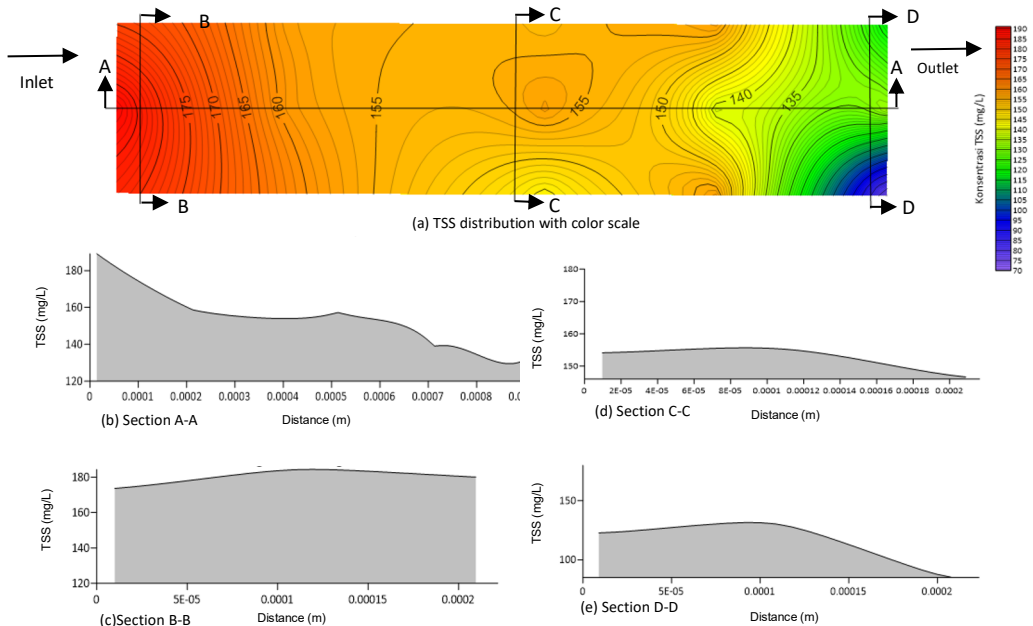 B
C
D
Inlet
A
A
Outlet
175
170
165
160
155
155
150
140
135
B
C
D
(a) TSS distribution with color scale
Konsentrasi TSS (mg/L)
190
185
180
175
170
165
160
155
150
145
140
135
130
125
120
115
110
105
100
95
90
85
80
75
70
TSS (mg/L)
180
160
140
120
0 0.0001 0.0002 0.0003 0.0004 0.0005 0.0006 0.0007 0.0008
(b) Section A-A
Distance (m)
TSS (mg/L)
180
170
160
150
0 2E-05 4E-05 6E-05 8E-05 0.0001 0.00012 0.00014 0.00016 0.00018 0.0002
(d) Section C-C
Distance (m)
TSS (mg/L)
180
160
140
120
0 5E-05 0.0001 0.00015 0.0002
(c)Section B-B
Distance (m)
TSS (mg/L)
150
100
0 5E-05 0.0001 0.00015 0.0002
(e) Section D-D
Distance (m)